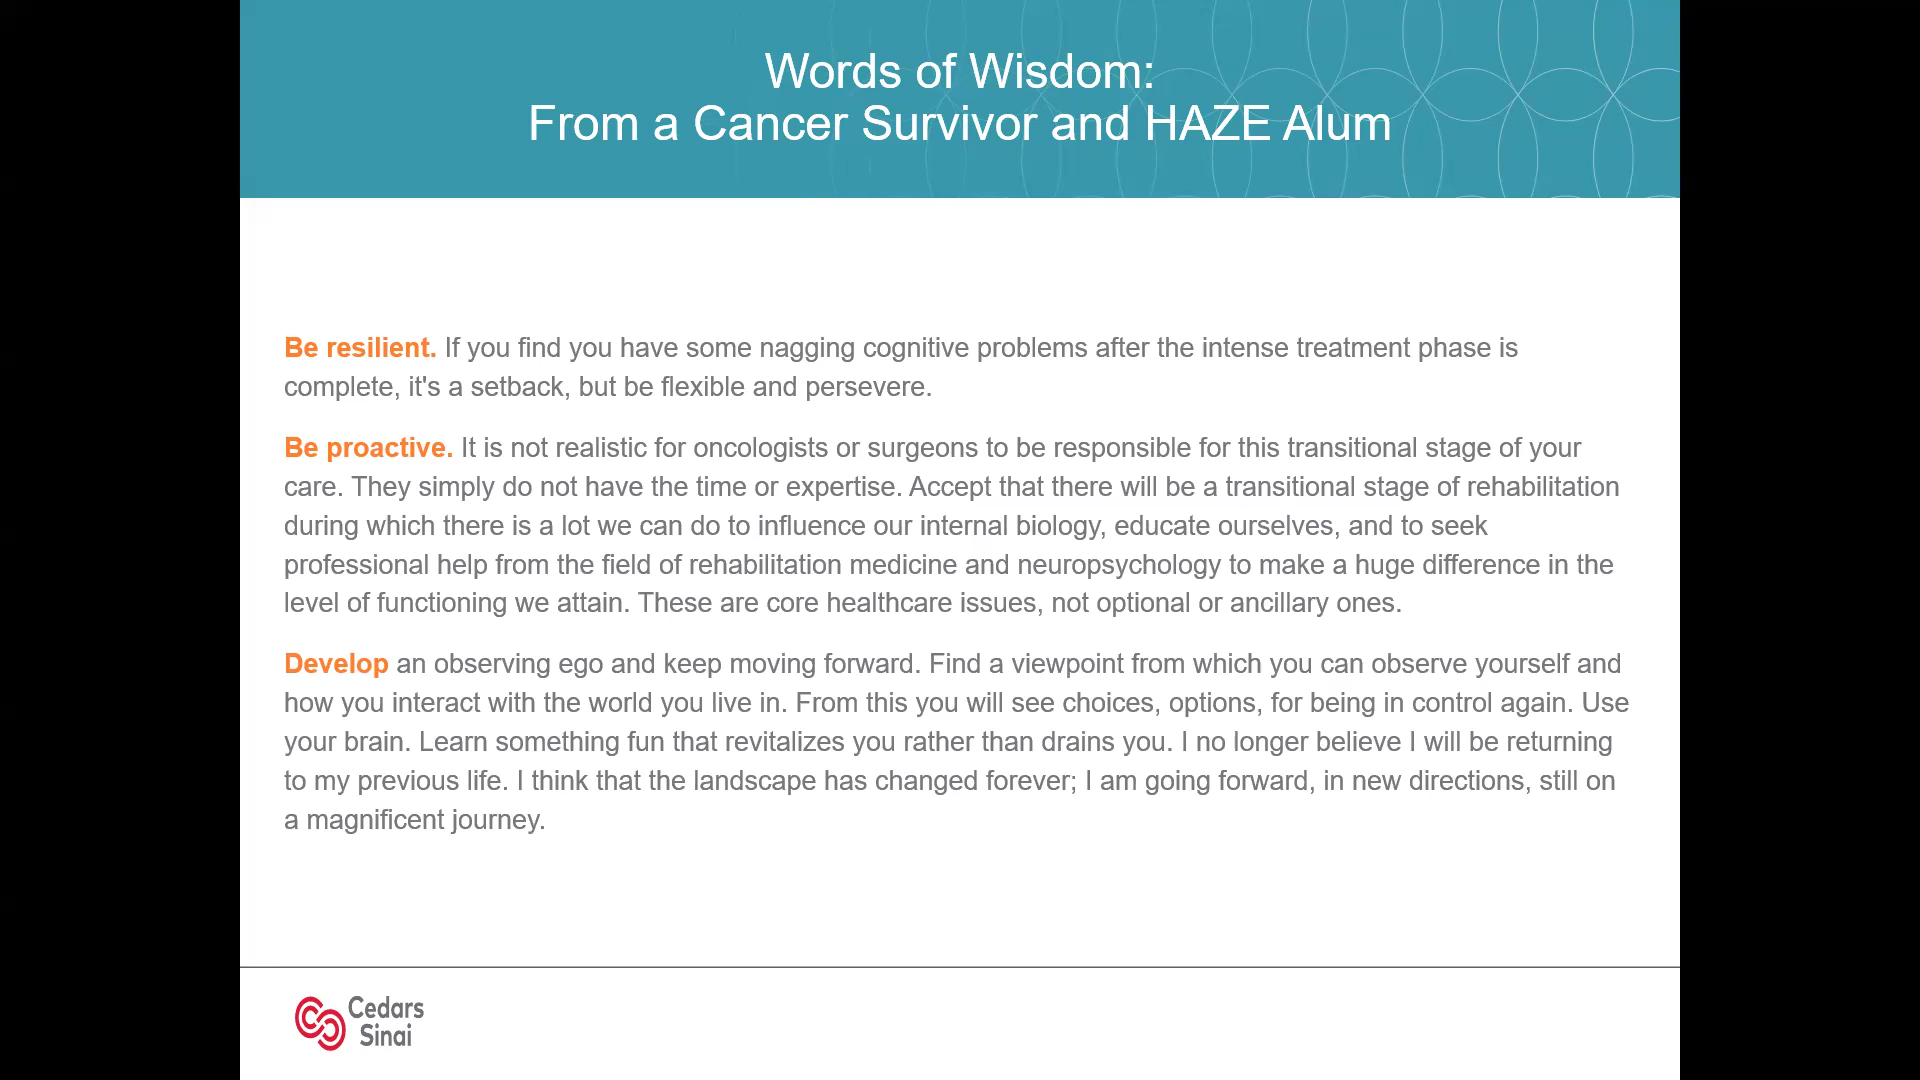 Words of Wisdom:
From a Cancer Survivor and HAZE Alum
Be resilient. If you find you have some nagging cognitive problems after the intense treatment phase is
complete, it's a setback, but be flexible and persevere.
Be proactive. It is not realistic for oncologists or surgeons to be responsible for this transitional stage of your
care. They simply do not have the time or expertise. Accept that there will be a transitional stage of rehabilitation
during which there is a lot we can do to influence our internal biology, educate ourselves, and to seek
professional help from the field of rehabilitation medicine and neuropsychology to make a huge difference in the
level of functioning we attain. These are core healthcare issues, not optional or ancillary ones.
Develop an observing ego and keep moving forward. Find a viewpoint from which you can observe yourself and
how you interact with the world you live in. From this you will see choices, options, for being in control again. Use
your brain. Learn something fun that revitalizes you rather than drains you. I no longer believe I will be returning
to my previous life. I think that the landscape has changed forever; I am going forward, in new directions, still on
a magnificent journey.
Cedars
Sinai